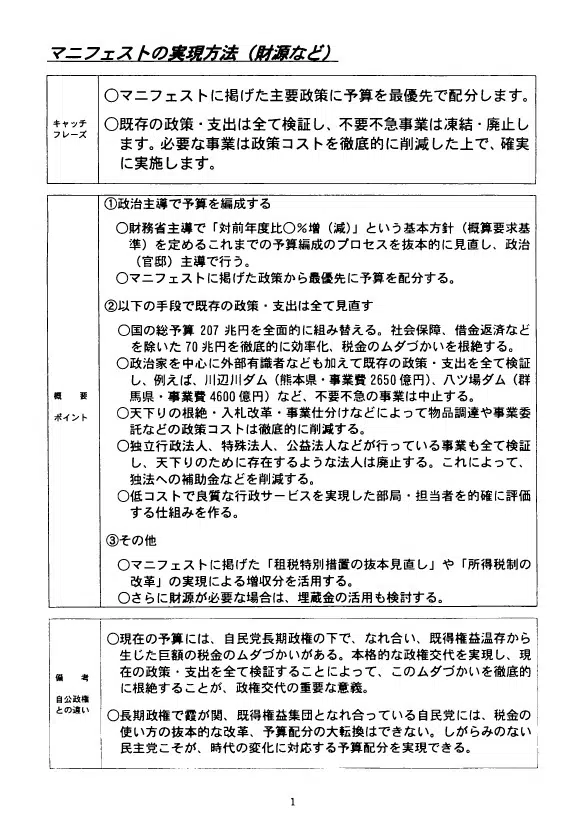 マニフェストの実現方法（財源など）
キャッチ
フレーズ
○マニフェストに掲げた主要政策に予算を最優先で配分します。
○既存の政策・支出は全て検証し、不要不急事業は凍結・廃止し
ます。必要な事業は政策コストを徹底的に削減した上で、確実
に実施します。
概 要
ポイント
①政治主導で予算を編成する
○財務省主導で「対前年度比○％増（減）」という基本方針（概算要求基
準）を定めるこれまでの予算編成のプロセスを抜本的に見直し、政治
（官邸）主導で行う。
○マニフェストに掲げた政策から最優先に予算を配分する。
②以下の手段で既存の政策・支出は全て見直す
○国の総予算 207 兆円を全面的に組み替える。社会保障、借金返済など
を除いた 70 兆円を徹底的に効率化、税金のムダづかいを根絶する。
○政治家を中心に外部有識者なども加えて既存の政策・支出を全て検証
し、例えば、川辺川ダム（熊本県・事業費 2650 億円）、八ツ場ダム（群
馬県・事業費 4600 億円）など、不要不急の事業は中止する。
○天下りの根絶・入札改革・事業仕分けなどによって物品調達や事業委
託などの政策コストは徹底的に削減する。
○独立行政法人、特殊法人、公益法人などが行っている事業も全て検証
し、天下りのために存在するような法人は廃止する。これによって、
独法への補助金などを削減する。
○低コストで良質な行政サービスを実現した部局・担当者を的確に評価
する仕組みを作る。
③その他
○マニフェストに掲げた「租税特別措置の抜本見直し」や「所得税制の
改革」の実現による増収分を活用する。
○さらに財源が必要な場合は、埋蔵金の活用も検討する。
備 考
自公政権
との違い
○現在の予算には、自民党長期政権の下で、なれ合い、既得権益温存から
生じた巨額の税金のムダづかいがある。本格的な政権交代を実現し、現
在の政策・支出を全て検証することによって、このムダづかいを徹底的
に根絶することが、政権交代の重要な意義。
○長期政権で霞が関、既得権益集団となれ合っている自民党には、税金の
使い方の抜本的な改革、予算配分の大転換はできない。しがらみのない
民主党こそが、時代の変化に対応する予算配分を実現できる。
1